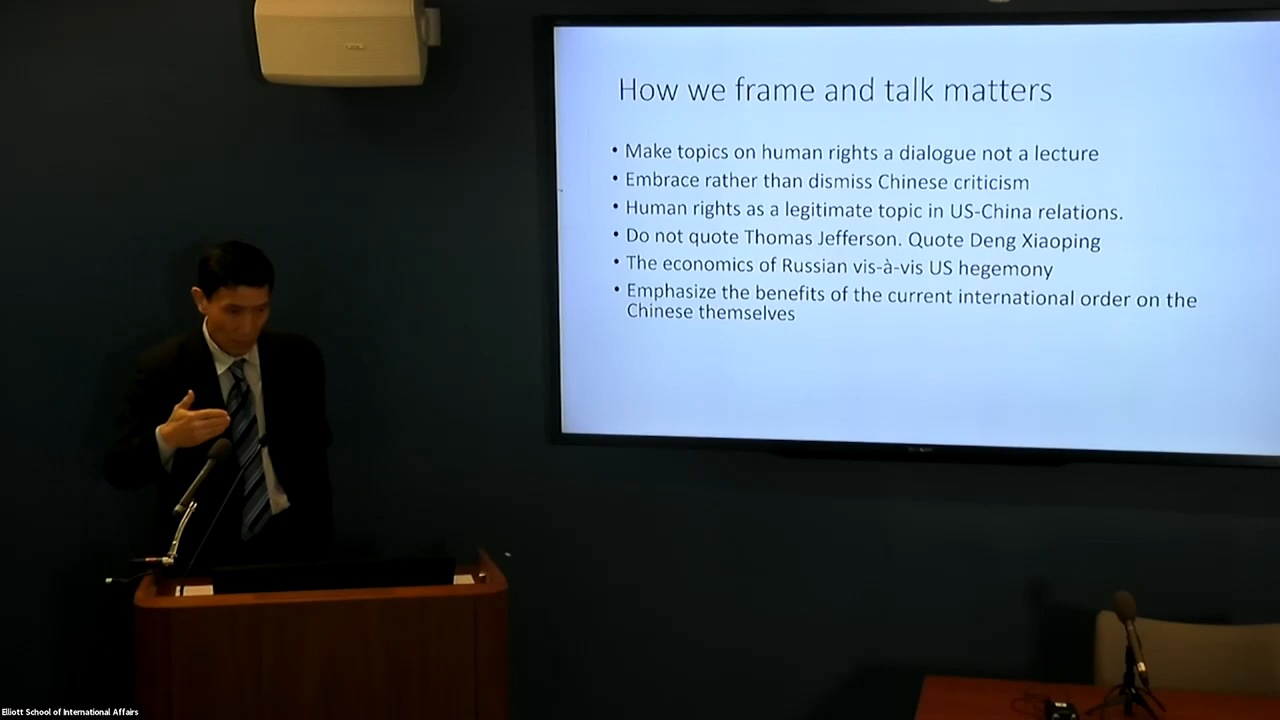 How we frame and talk matters
• Make topics on human rights a dialogue not a lecture
• Embrace rather than dismiss Chinese criticism
• Human rights as a legitimate topic in US-China relations.
• Do not quote Thomas Jefferson. Quote Deng Xiaoping
• The economics of Russian vis-à-vis US hegemony
• Emphasize the benefits of the current international order on the
Chinese themselves
Elliott School of International Affairs